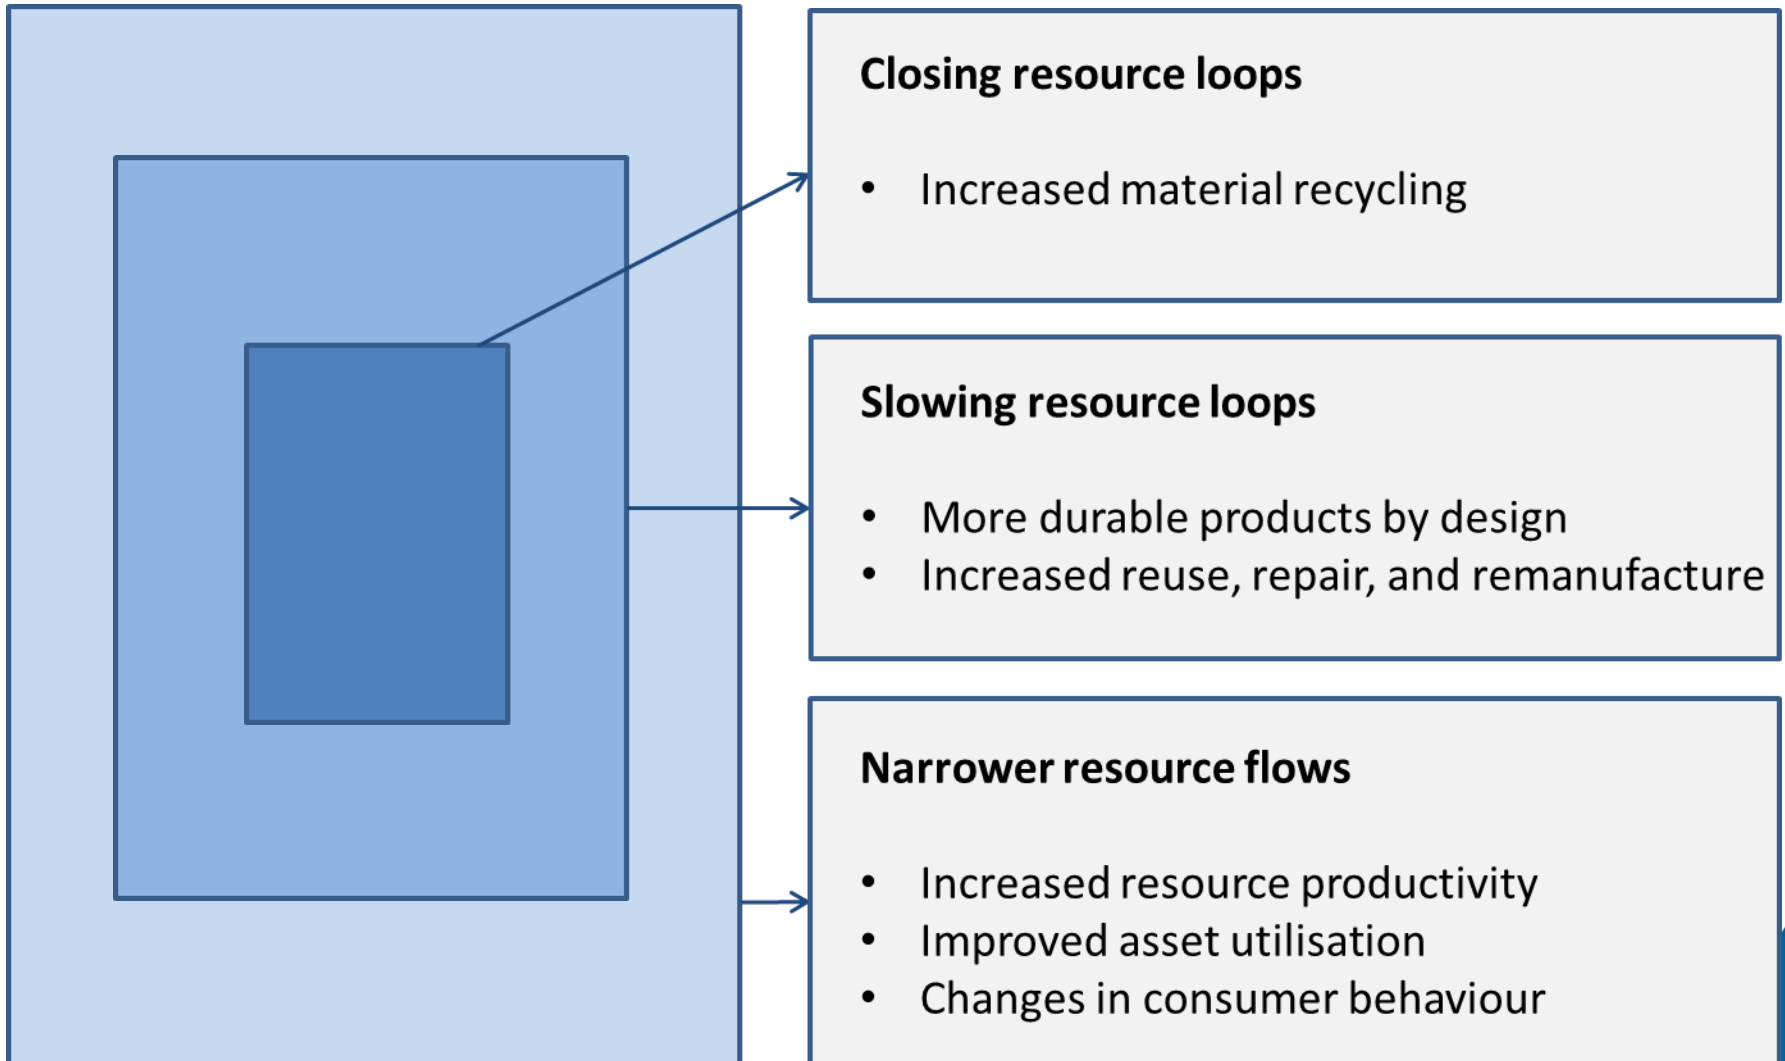 Closing resource loops
• Increased material recycling
Slowing resource loops
• More durable products by design
• Increased reuse, repair, and remanufacture
Narrower resource flows
• Increased resource productivity
• Improved asset utilisation
• Changes in consumer behaviour